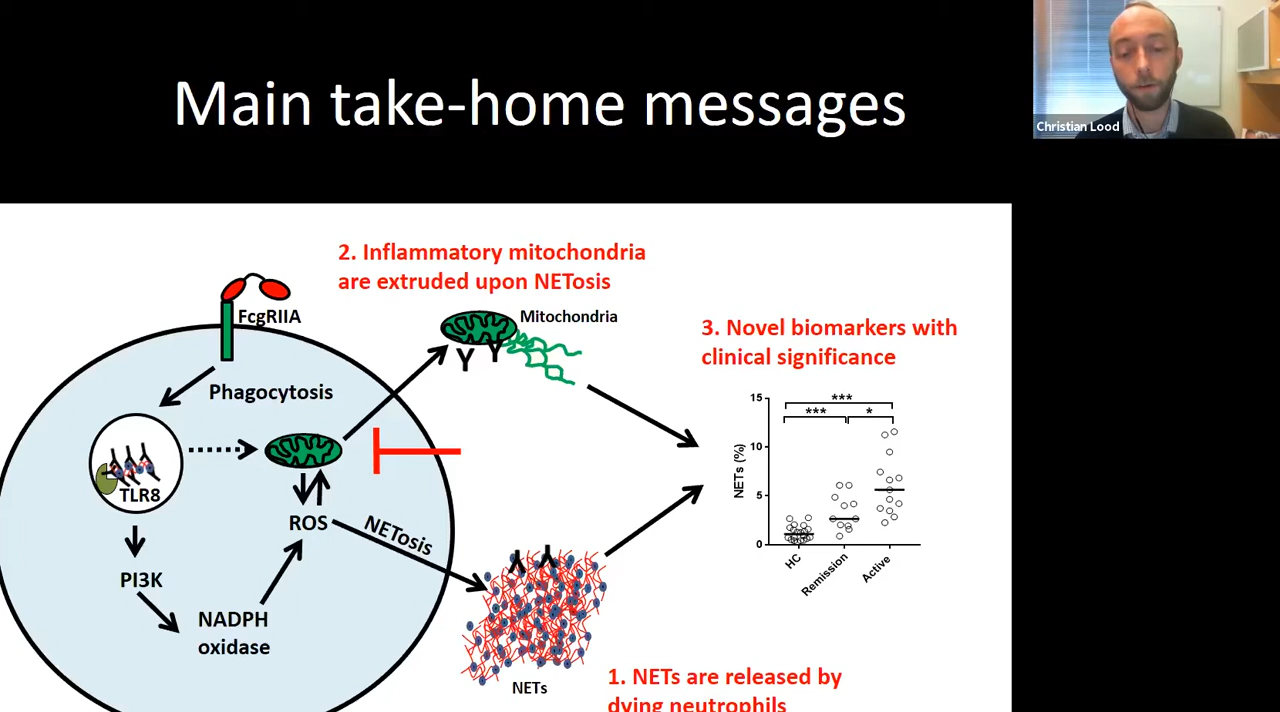 Main take-home messages
Christian Lood
2. Inflammatory mitochondria
are extruded upon NETosis
FcgRIIA
Mitochondria
3. Novel biomarkers with
clinical significance
Phagocytosis
TLR8
ROS
NETosis
PI3K
NADPH
oxidase
NETs
1. NETs are released by
dying neutrophils
***
*** *
15
10
5
0
NETs (%)
HC
Remission
Active